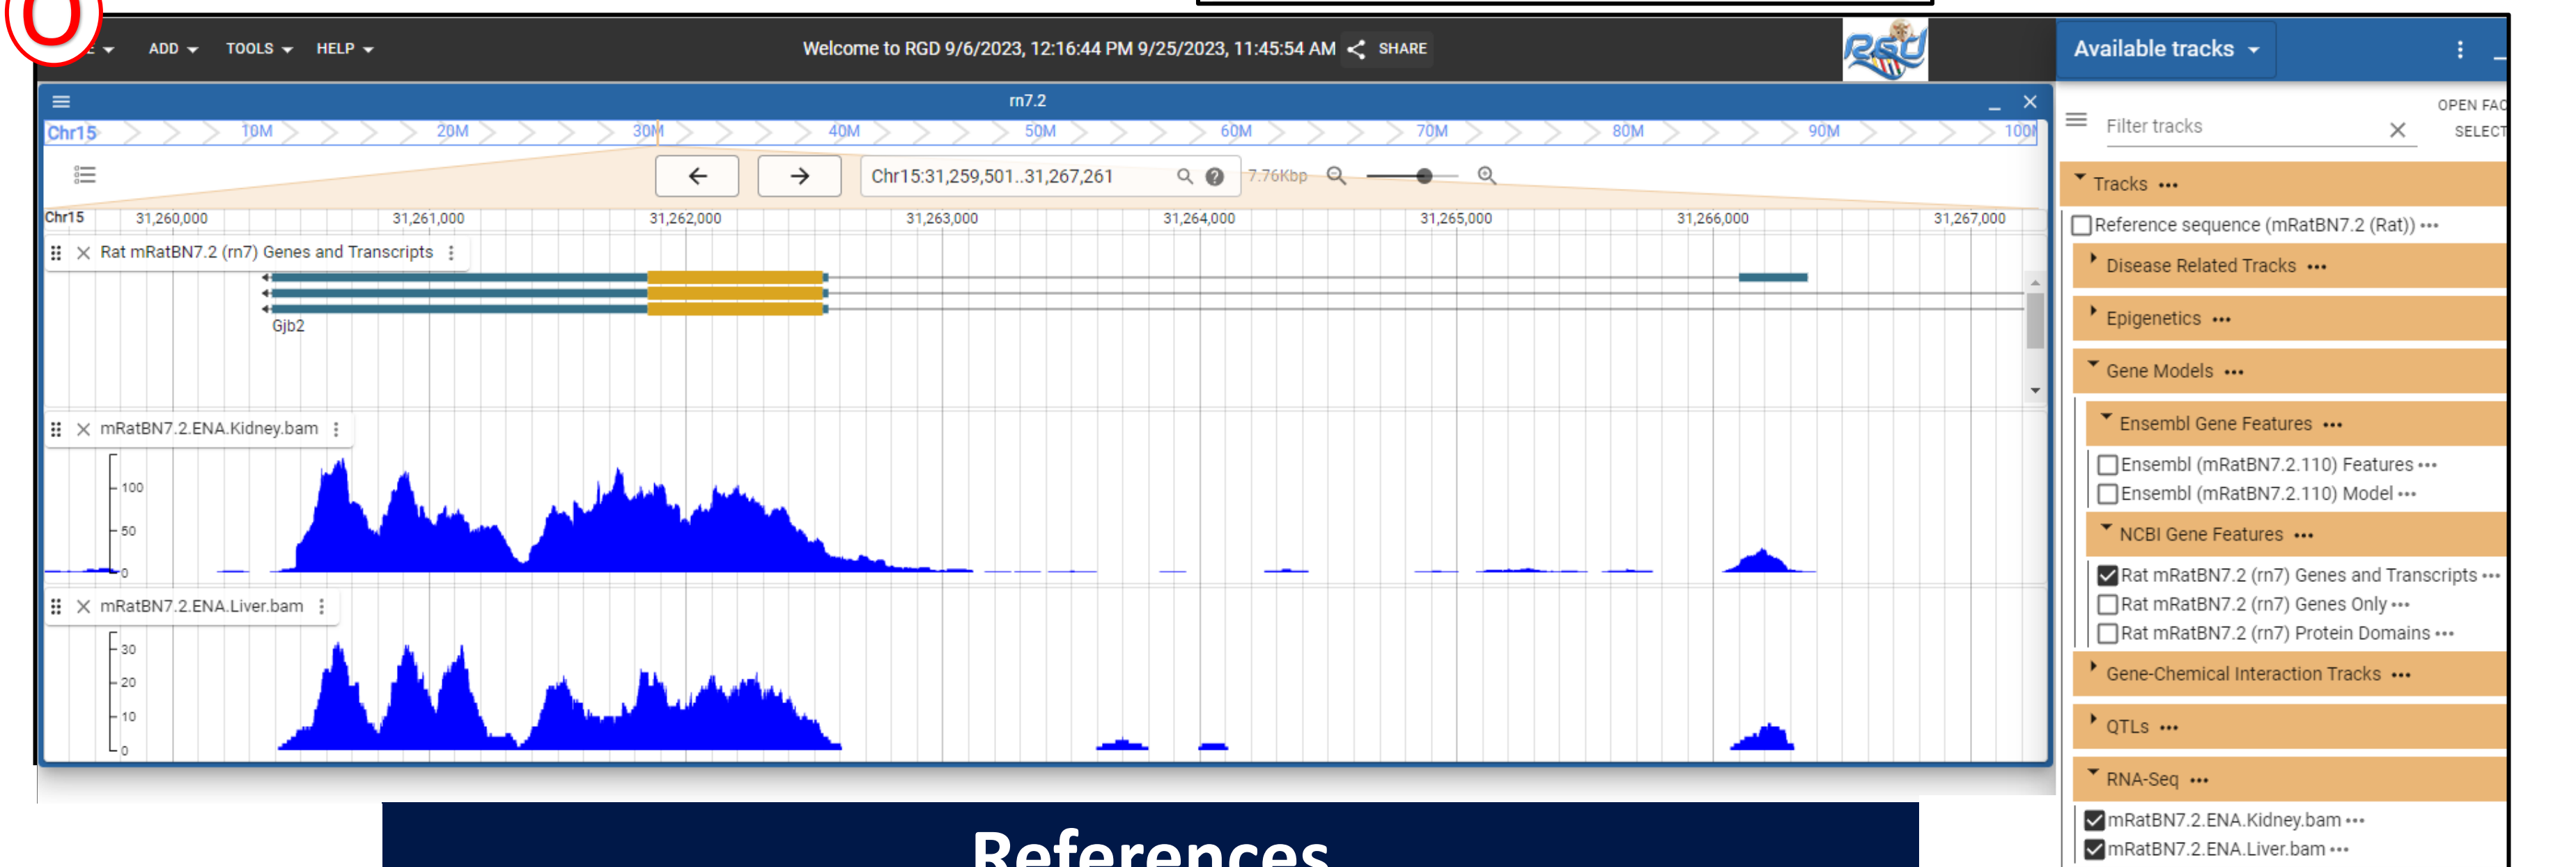 O
ADD TOOLS HELP Welcome to RGD 9/6/2023, 12:16:44 PM 9/25/2023, 11:45:54 AM SHARE RGD Available tracks
rn7.2
Chr15 10M 20M 30M 40M 50M 60M 70M 80M 90M
Chr15:31,259,501..31,267,261 7.76Kbp
Chr15 31,260,000 31,261,000 31,262,000 31,263,000 31,264,000 31,265,000 31,266,000 31,267,000
Rat mRatBN7.2 (rn7) Genes and Transcripts
Gjb2
mRatBN7.2.ENA.Kidney.bam
100
50
0
mRatBN7.2.ENA.Liver.bam
30
20
10
0
OPEN FAC
Filter tracks SELECT
Tracks
Reference sequence (mRatBN7.2 (Rat))
Disease Related Tracks
Epigenetics
Gene Models
Ensembl Gene Features
Ensembl (mRatBN7.2.110) Features
Ensembl (mRatBN7.2.110) Model
NCBI Gene Features
Rat mRatBN7.2 (rn7) Genes and Transcripts
Rat mRatBN7.2 (rn7) Genes Only
Rat mRatBN7.2 (rn7) Protein Domains
Gene-Chemical Interaction Tracks
QTLs
RNA-Seq
mRatBN7.2.ENA.Kidney.bam
mRatBN7.2.ENA.Liver.bam
References